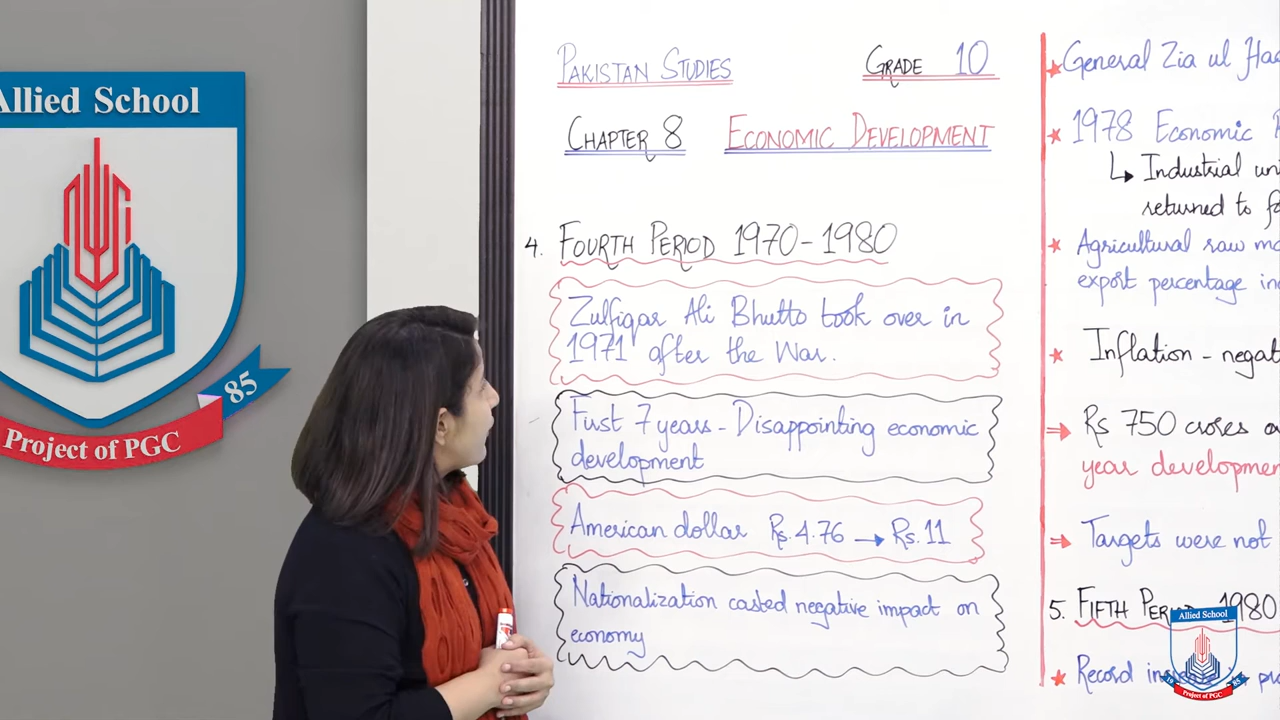 Allied School
85
Project of PGC
PAKISTAN STUDIES GRADE 10
CHAPTER 8 ECONOMIC DEVELOPMENT
4. FOURTH PERIOD 1970-1980
Zulfiqar Ali Bhutto took over in
1971 after the War.
First 7 years - Disappointing economic
development
American dollar Rs. 4.76 → Rs. 11
Nationalization casted negative impact on
economy
General Zia ul
1978 Economic
Industrial
returned to
Agricultural raw
export percentage
Inflation -
Rs 750 crores
year
Targets were not
5. FIFTH 1980
Record
Allied School
85
Project of PGC